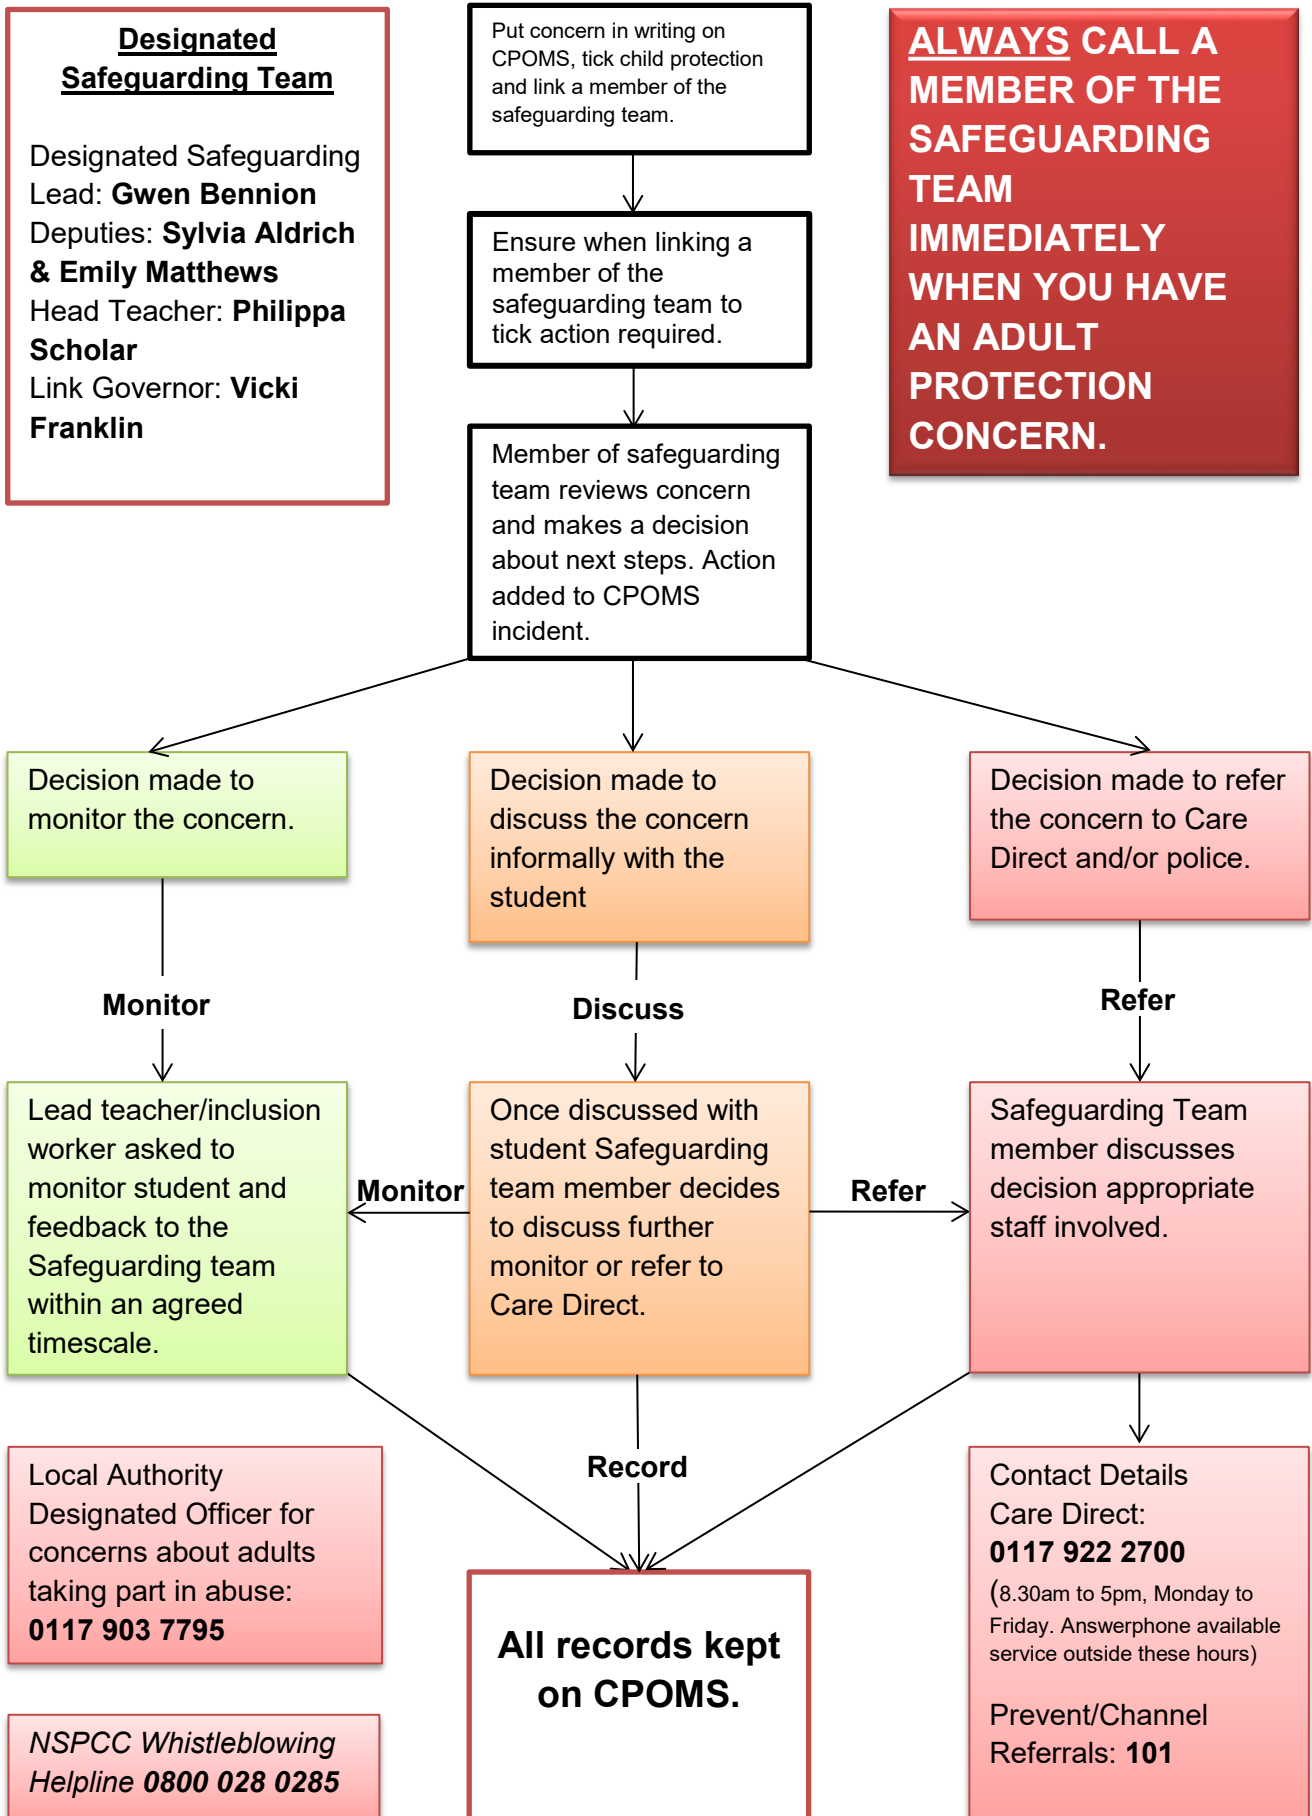 Designated
Safeguarding Team
Designated Safeguarding
Lead: Gwen Bennion
Deputies: Sylvia Aldrich
& Emily Matthews
Head Teacher: Philippa
Scholar
Link Governor: Vicki
Franklin
Put concern in writing on
CPOMS, tick child protection
and link a member of the
safeguarding team.
ALWAYS CALL A
MEMBER OF THE
SAFEGUARDING
TEAM
IMMEDIATELY
WHEN YOU HAVE
AN ADULT
PROTECTION
CONCERN.
Ensure when linking a
member of the
safeguarding team to
tick action required.
Member of safeguarding
team reviews concern
and makes a decision
about next steps. Action
added to CPOMS
incident.
Decision made to
monitor the concern.
Decision made to
discuss the concern
informally with the
student
Decision made to refer
the concern to Care
Direct and/or police.
Monitor
Discuss
Refer
Lead teacher/inclusion
worker asked to
monitor student and
feedback to the
Safeguarding team
within an agreed
timescale.
Monitor
Once discussed with
student Safeguarding
team member decides
to discuss further
monitor or refer to
Care Direct.
Refer
Safeguarding Team
member discusses
decision appropriate
staff involved.
Record
Local Authority
Designated Officer for
concerns about adults
taking part in abuse:
0117 903 7795
NSPCC Whistleblowing
Helpline 0800 028 0285
All records kept
on CPOMS.
Contact Details
Care Direct:
0117 922 2700
(8.30am to 5pm, Monday to
Friday. Answerphone available
service outside these hours)
Prevent/Channel
Referrals: 101